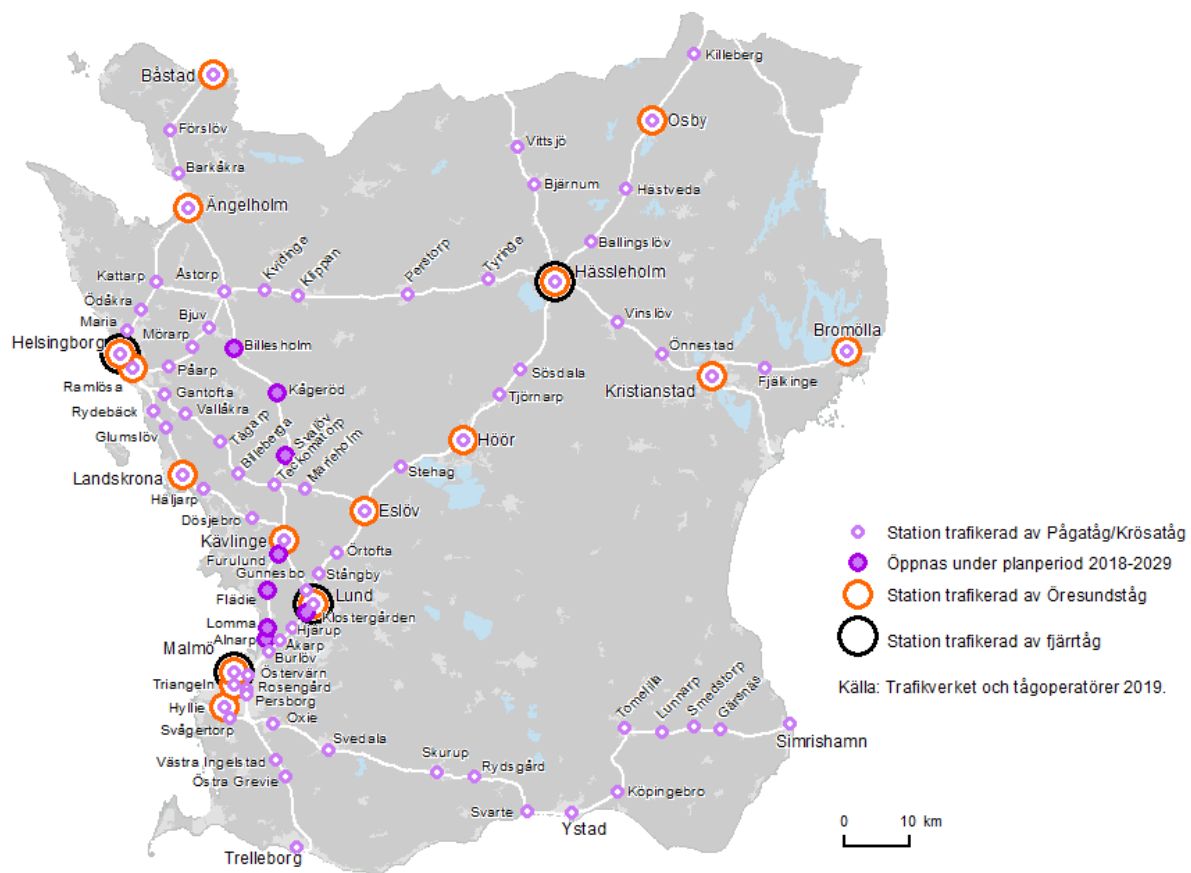 Killeberg
Båstad
Osby
Förslöv
Vittsjö
Barkåkra
Bjärnum
Hästveda
Ängelholm
Ballingslöv
Kattarp
Åstorp
Kvidinge
Klippan
Perstorp
Tyringe
Hässleholm
Ödåkra
Bjuv
Maria
Mörarp
Vinslöv
Helsingborg
Billesholm
Önnestad
Bromölla
Påarp
Sösdala
Fjälkinge
Ramlösa
Gantofta
Kågeröd
Tjörnarp
Kristianstad
Rydebäck
Vallåkra
Glumslöv
Tågarp
Billeberga
Svalöv
Teckomatorp
Marieholm
Höör
Landskrona
Stehag
Häljarp
Eslöv
Dösjebro
Kävlinge
Furulund
Örtofta
Gunnesbo
Stångby
Flädie
Lund
Klostergården
Lomma
Hjärup
Alnarp
Åkarp
Malmö
Burlöv
Östervärn
Triangeln
Rosengård
Persborg
Hyllie
Svågertorp
Oxie
Svedala
Västra Ingelstad
Östra Grevie
Skurup
Rydsgård
Tomelilla
Lunnarp
Smedstorp
Gärsnäs
Simrishamn
Köpingebro
Svarte
Ystad
Trelleborg
Station trafikerad av Pågatåg/Krösatåg
Öppnas under planperiod 2018-2029
Station trafikerad av Öresundståg
Station trafikerad av fjärrtåg
Källa: Trafikverket och tågoperatörer 2019.
0 10 km